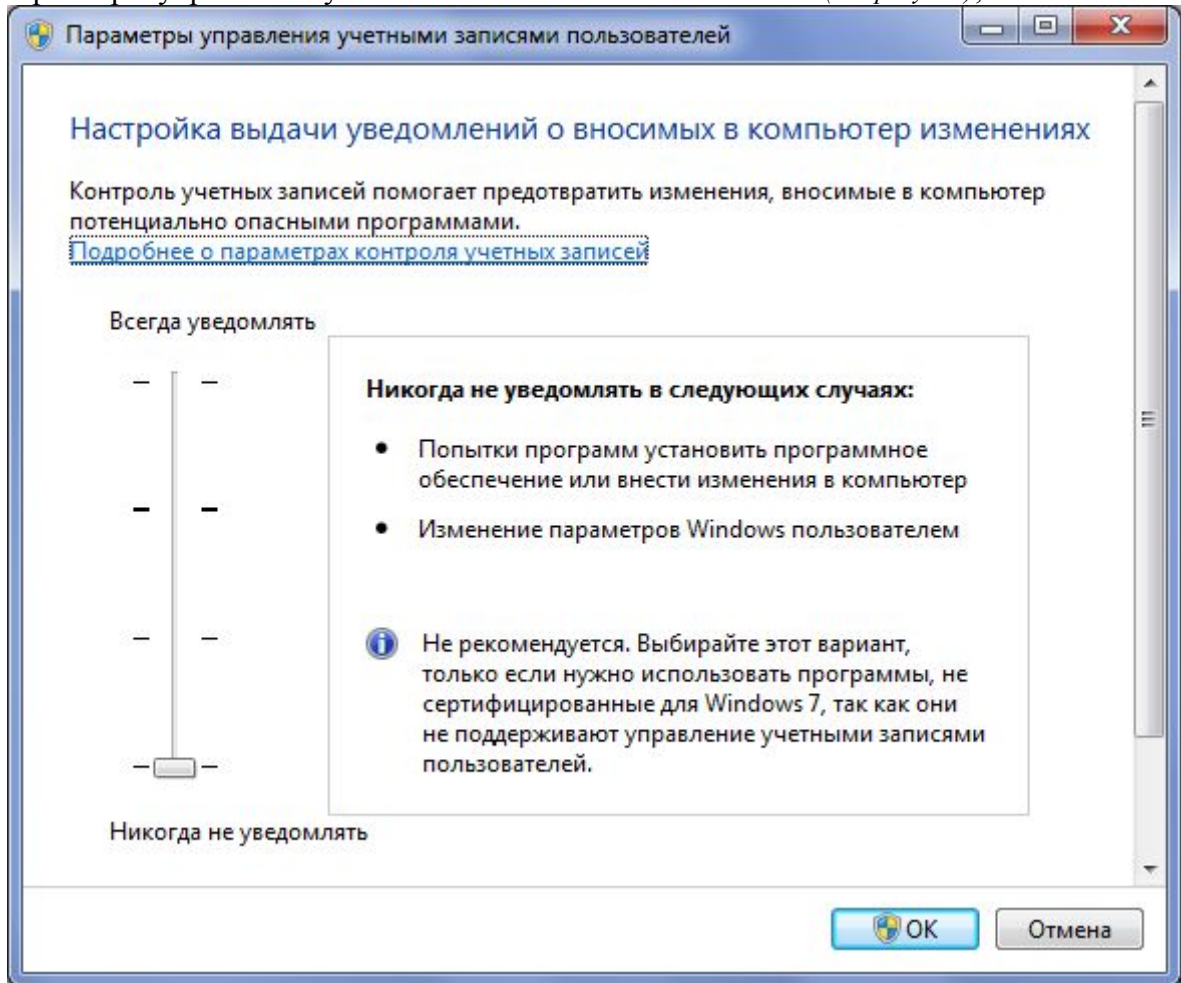 Параметры управления учетными записями пользователей
Настройка выдачи уведомлений о вносимых в компьютер изменениях
Контроль учетных записей помогает предотвратить изменения, вносимые в компьютер
потенциально опасными программами.
Подробнее о параметрах контроля учетных записей
Всегда уведомлять
Никогда не уведомлять в следующих случаях:
• Попытки программ установить программное
обеспечение или внести изменения в компьютер
• Изменение параметров Windows пользователем
Не рекомендуется. Выбирайте этот вариант,
только если нужно использовать программы, не
сертифицированные для Windows 7, так как они
не поддерживают управление учетными записями
пользователей.
Никогда не уведомлять
ОК
Отмена